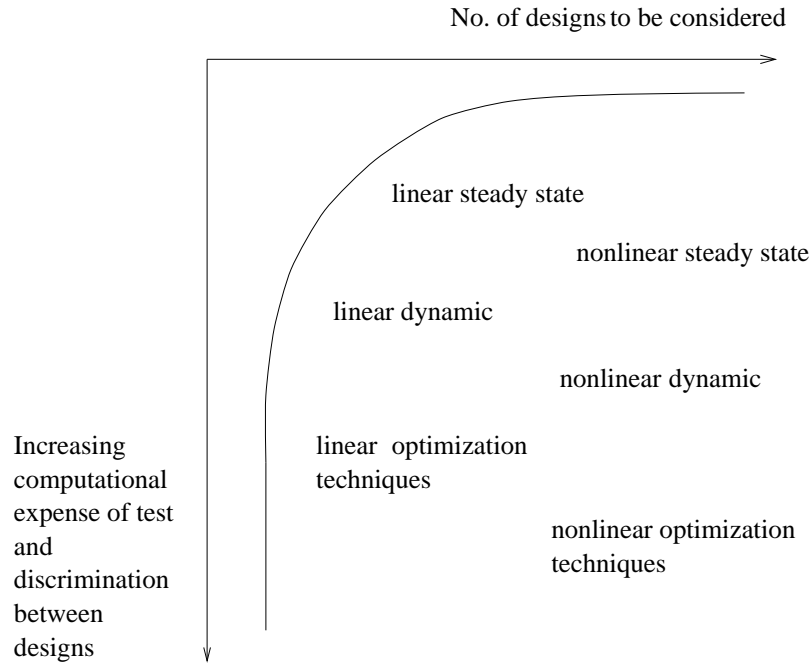 No. of designs to be considered
linear steady state
nonlinear steady state
linear dynamic
nonlinear dynamic
Increasing
computational
expense of test
and
discrimination
between
designs
linear optimization
techniques
nonlinear optimization
techniques